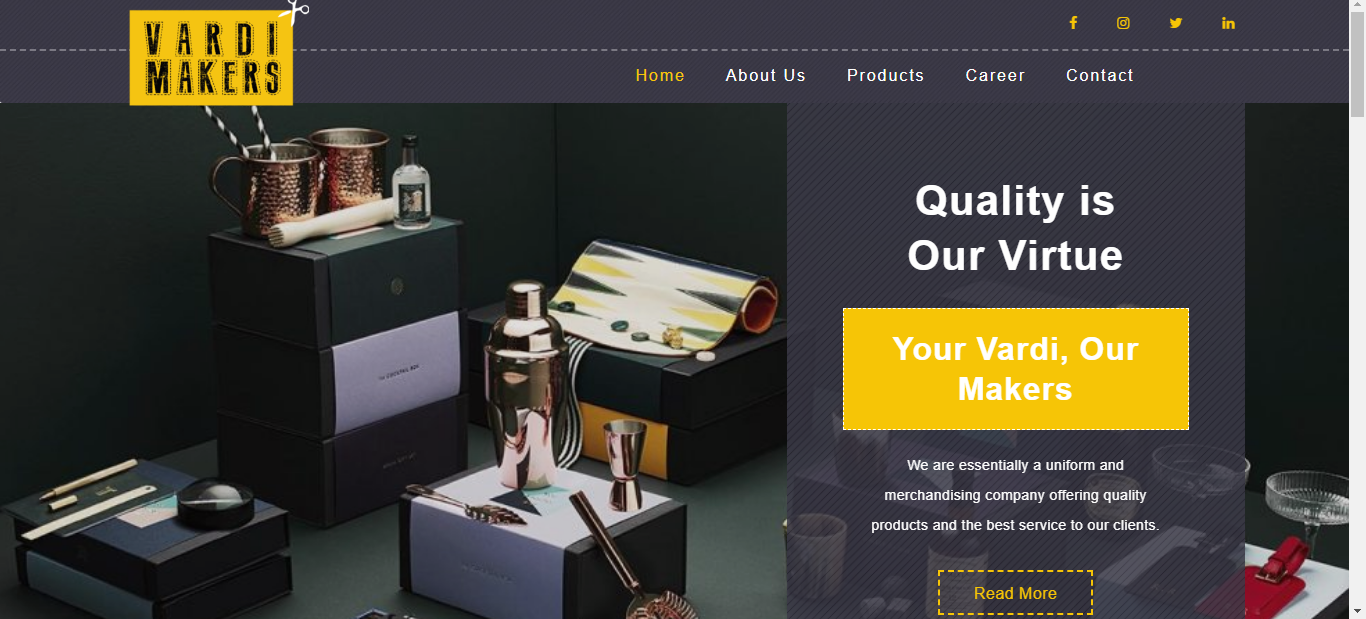 VARDI
MAKERS
Home About Us Products Career Contact
Quality is
Our Virtue
Your Vardi, Our
Makers
We are essentially a uniform and
merchandising company offering quality
products and the best service to our clients.
Read More